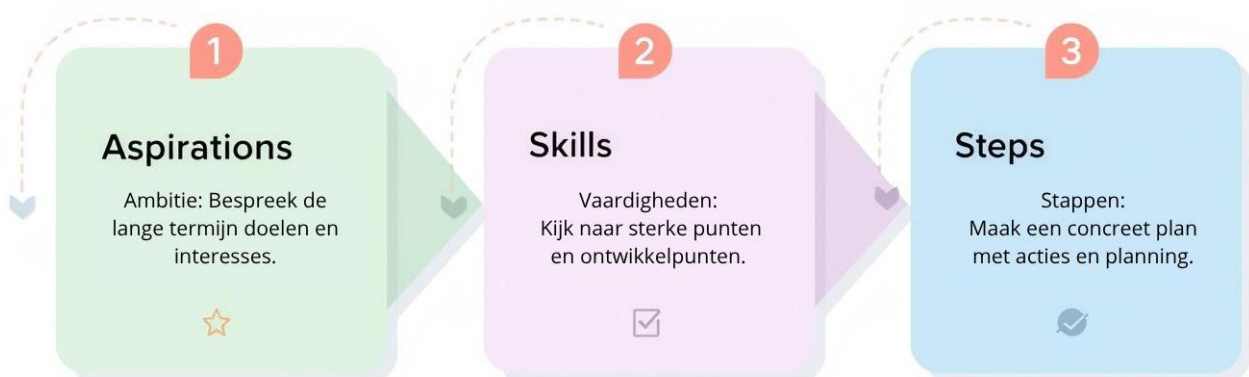 1
Aspirations
Ambitie: Bespreek de
lange termijn doelen en
interesses.
2
Skills
Vaardigheden:
Kijk naar sterke punten
en ontwikkelpunten.
3
Steps
Stappen:
Maak een concreet plan
met acties en planning.